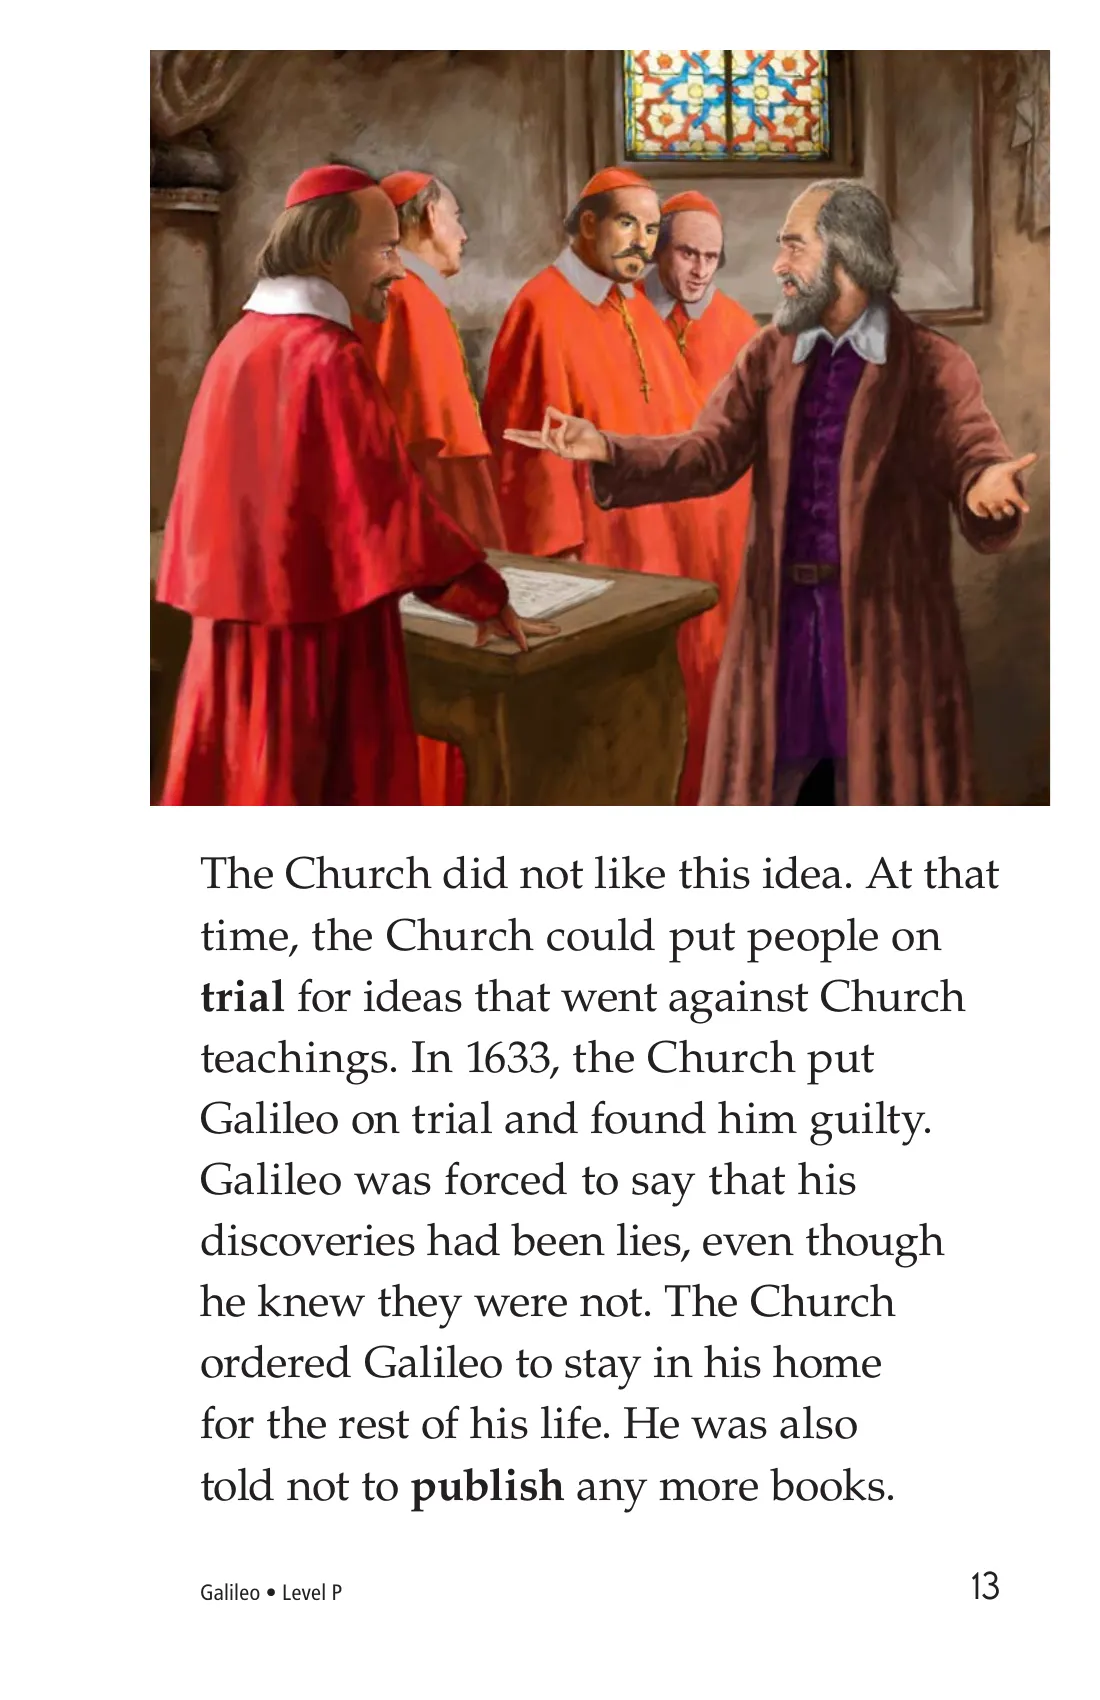 The Church did not like this idea. At that
time, the Church could put people on
trial for ideas that went against Church
teachings. In 1633, the Church put
Galileo on trial and found him guilty.
Galileo was forced to say that his
discoveries had been lies, even though
he knew they were not. The Church
ordered Galileo to stay in his home
for the rest of his life. He was also
told not to publish any more books.
Galileo • Level P
13